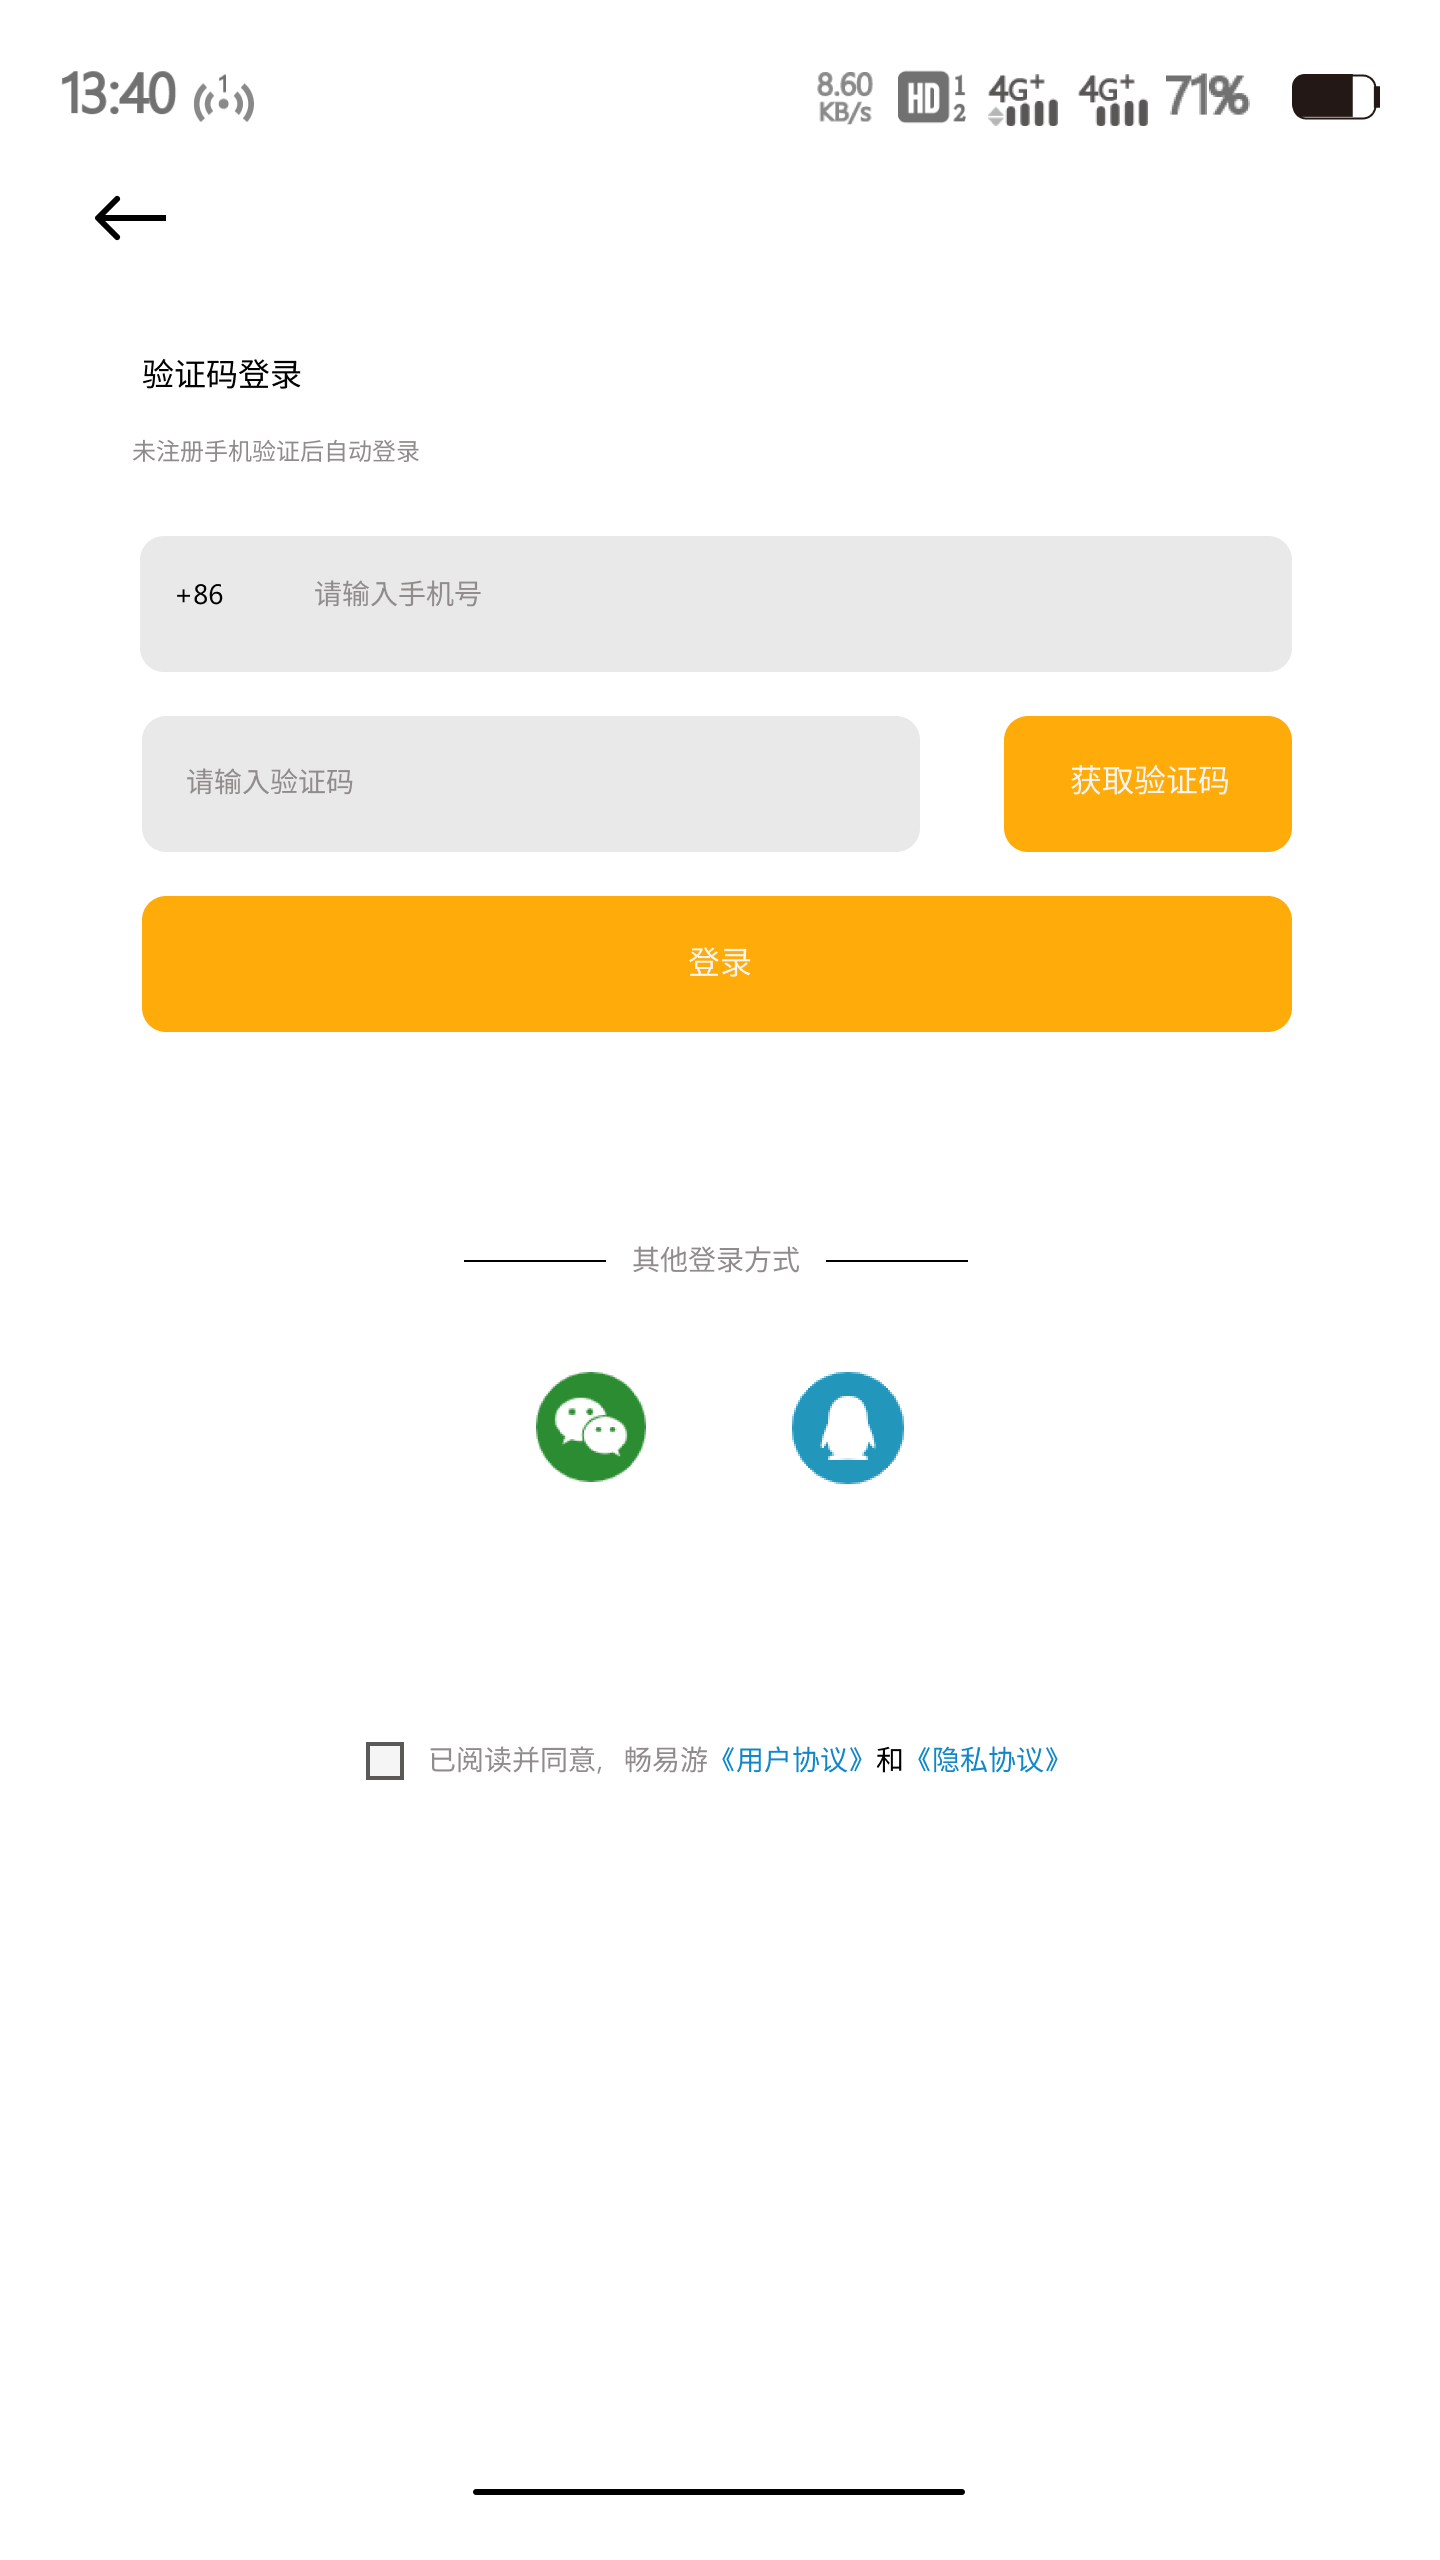 13:40 1 8.60 KB/s HD 1 2 4G+ 4G+ 71%
验证码登录
未注册手机验证后自动登录
+86 请输入手机号
请输入验证码 获取验证码
登录
其他登录方式
已阅读并同意，畅易游《用户协议》和《隐私协议》